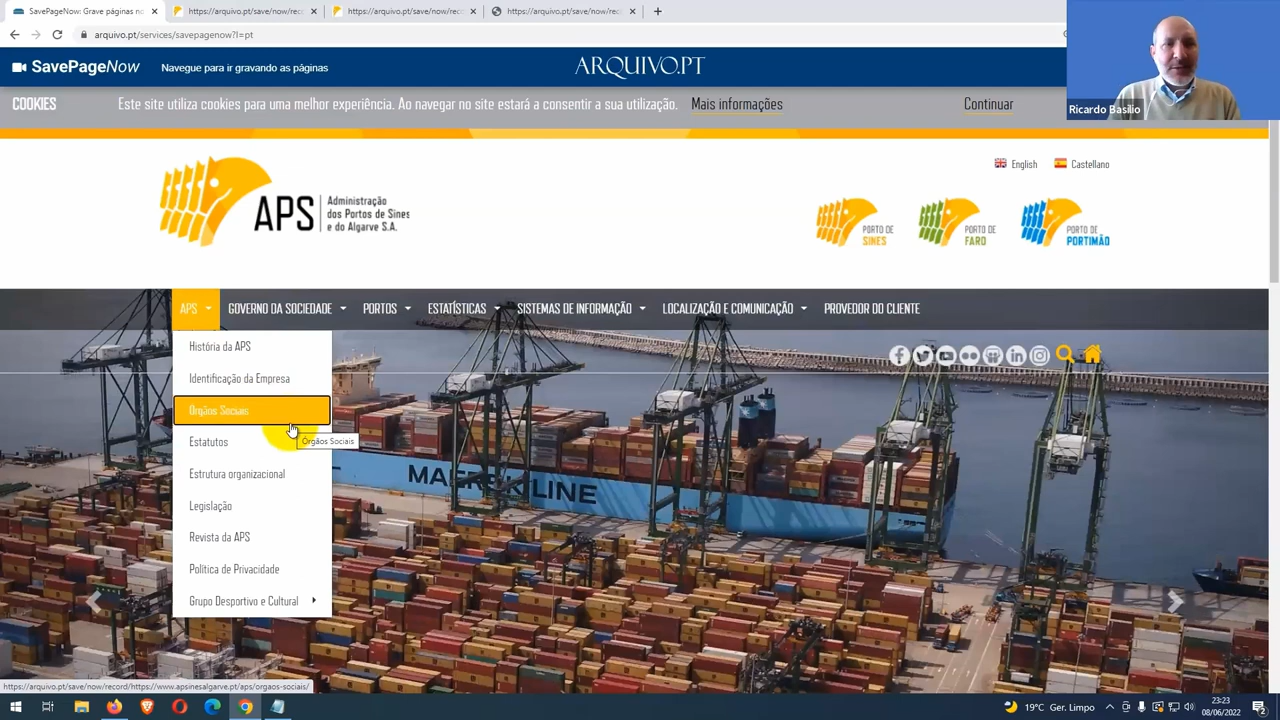 SavePageNow: Grave páginas no
https://arquivo.pt/save/now/reco
https://arquivo.pt/save/now/reco
https://arquivo.pt/save/now/rec
arquivo.pt/services/savepagenow?l=pt
SavePageNow
Navegue para ir gravando as páginas
ARQUIVO.PT
COOKIES
Este site utiliza cookies para uma melhor experiência. Ao navegar no site estará a consentir a sua utilização.
Mais informações
Continuar
Ricardo Basílio
English
Castellano
APS
Administração
dos Portos de Sines
e do Algarve S.A.
PORTO DE
SINES
PORTO DE
FARO
PORTO DE
PORTIMÃO
APS
GOVERNO DA SOCIEDADE
PORTOS
ESTATÍSTICAS
SISTEMAS DE INFORMAÇÃO
LOCALIZAÇÃO E COMUNICAÇÃO
PROVEDOR DO CLIENTE
História da APS
Identificação da Empresa
Órgãos Sociais
Órgãos Sociais
Estatutos
Estrutura organizacional
Legislação
Revista da APS
Política de Privacidade
Grupo Desportivo e Cultural
MAERSK LINE
https://arquivo.pt/save/now/record/https://www.apsinesalgarve.pt/aps/orgaos-sociais/
19°C Ger. Limpo
23:23
08/06/2022
2